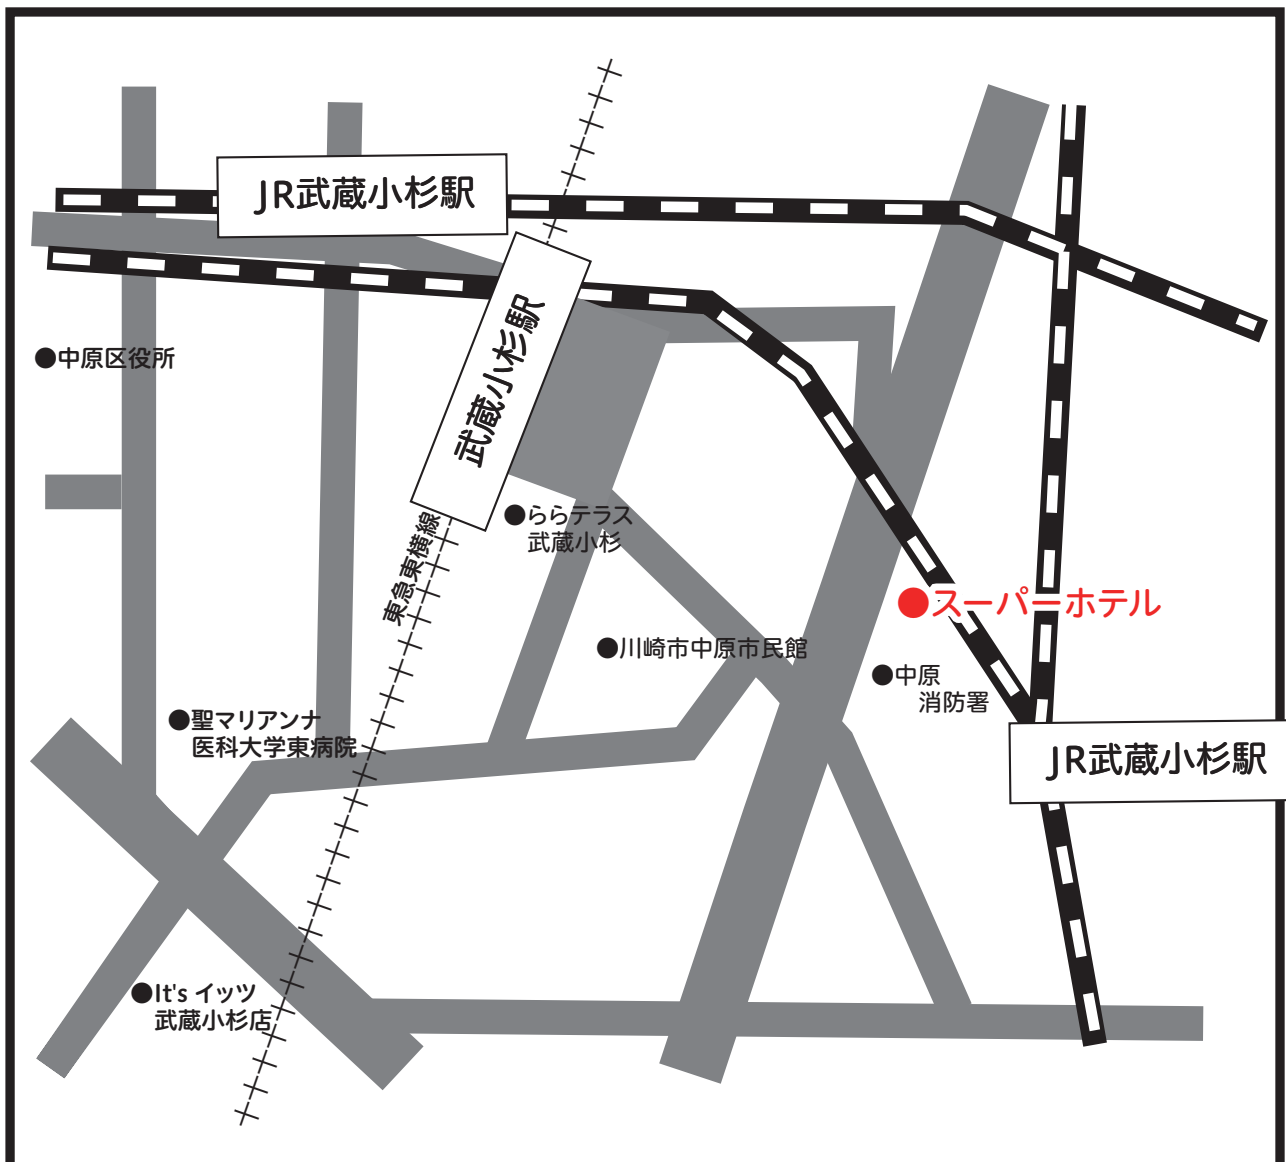 JR武蔵小杉駅
武蔵小杉駅
●中原区役所
●ららテラス
武蔵小杉
東急東横線
●スーパーホテル
●川崎市中原市民館
●中原
消防署
●聖マリアンナ
医科大学東病院
JR武蔵小杉駅
●It's イッツ
武蔵小杉店